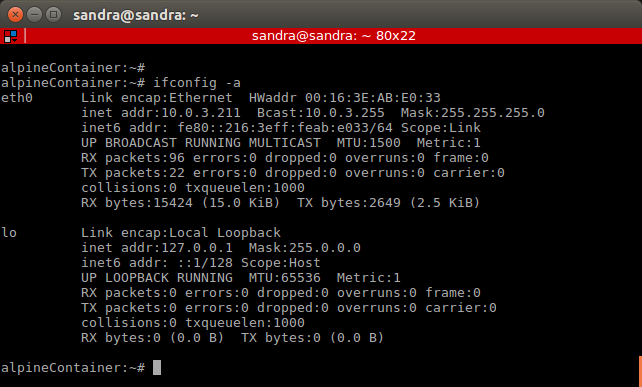 sandra@sandra: ~
sandra@sandra: ~ 80x22
alpineContainer:~#
alpineContainer:~# ifconfig -a
eth0      Link encap:Ethernet  HWaddr 00:16:3E:AB:E0:33
          inet addr:10.0.3.211  Bcast:10.0.3.255  Mask:255.255.255.0
          inet6 addr: fe80::216:3eff:feab:e033/64 Scope:Link
          UP BROADCAST RUNNING MULTICAST  MTU:1500  Metric:1
          RX packets:96 errors:0 dropped:0 overruns:0 frame:0
          TX packets:22 errors:0 dropped:0 overruns:0 carrier:0
          collisions:0 txqueuelen:1000
          RX bytes:15424 (15.0 KiB)  TX bytes:2649 (2.5 KiB)
lo        Link encap:Local Loopback
          inet addr:127.0.0.1  Mask:255.0.0.0
          inet6 addr: ::1/128 Scope:Host
          UP LOOPBACK RUNNING  MTU:65536  Metric:1
          RX packets:0 errors:0 dropped:0 overruns:0 frame:0
          TX packets:0 errors:0 dropped:0 overruns:0 carrier:0
          collisions:0 txqueuelen:1000
          RX bytes:0 (0.0 B)  TX bytes:0 (0.0 B)
alpineContainer:~#